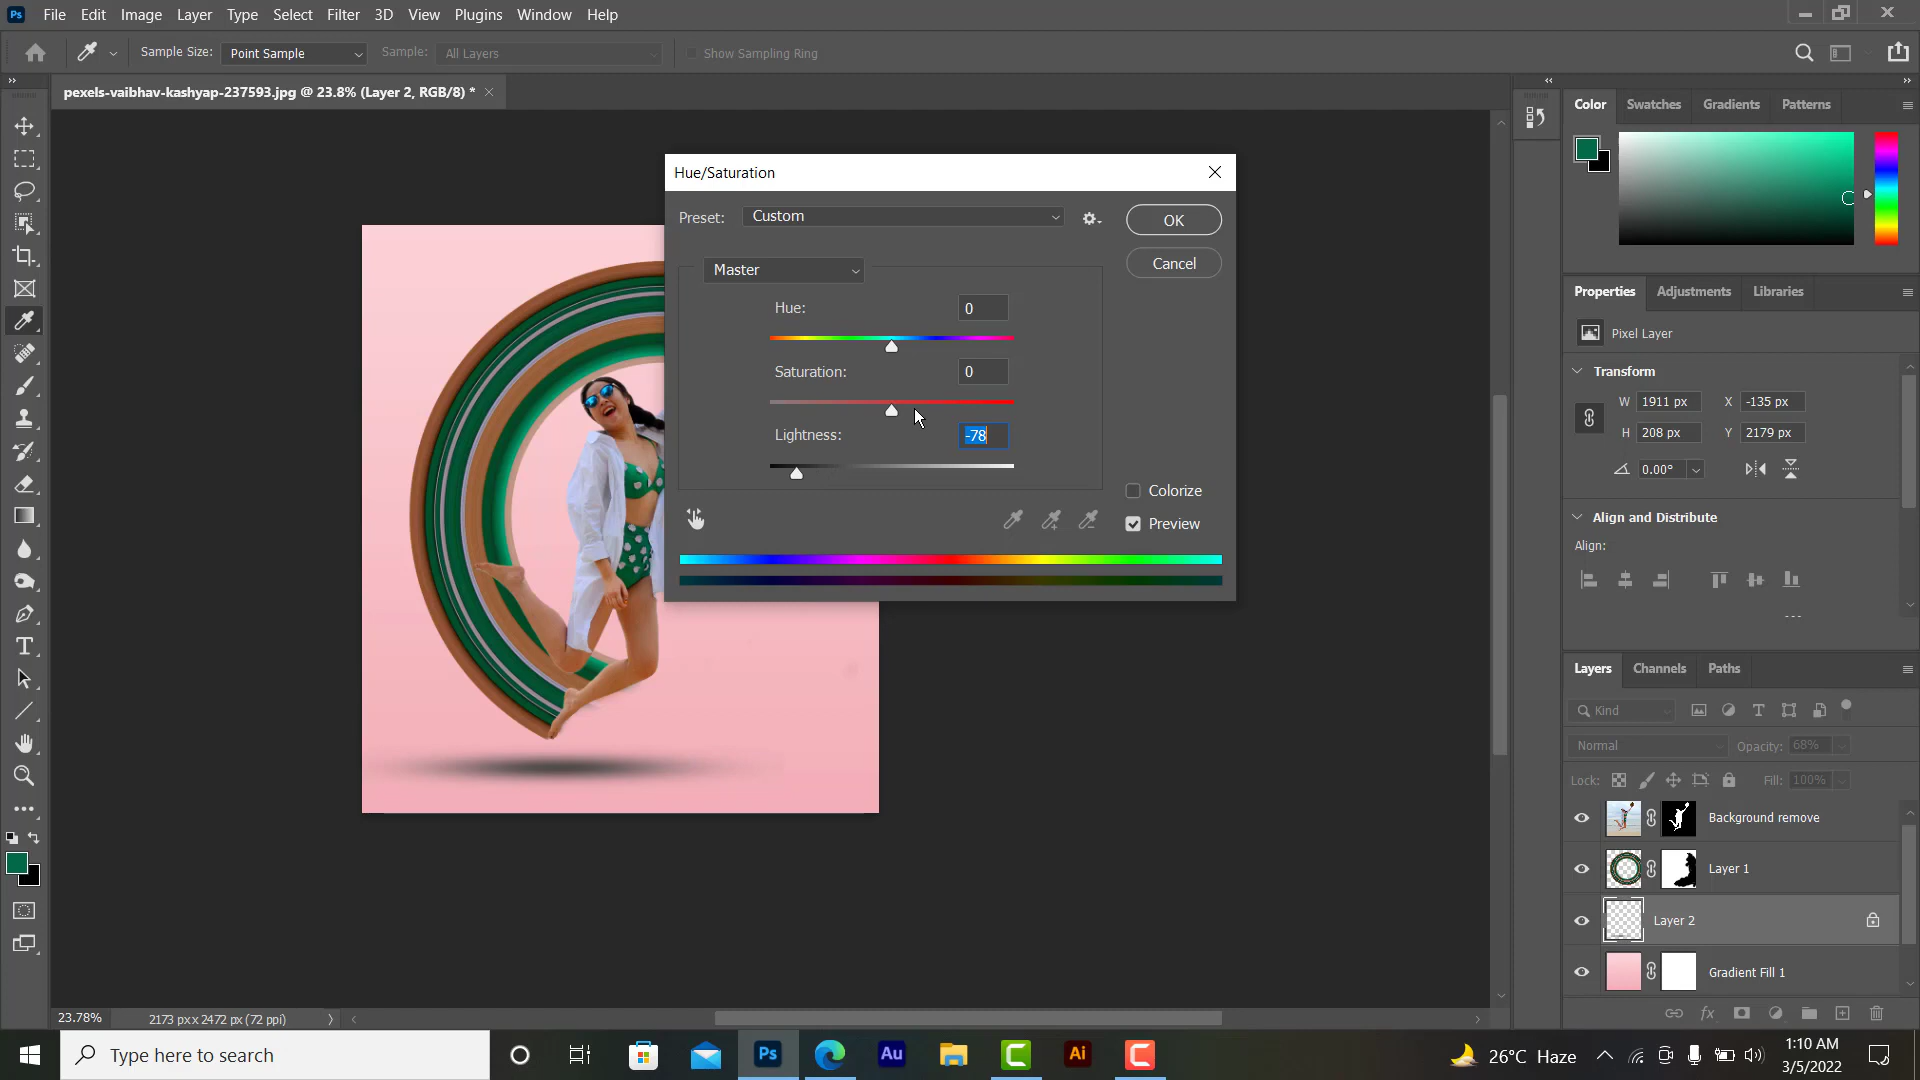 Ps File Edit Image Layer Type Select Filter 3D View Plugins Window Help
Sample Size: Point Sample Sample: All Layers Show Sampling Ring
pexels-vaibhav-kashyap-237593.jpg @ 23.8% (Layer 2, RGB/8) *
Color Swatches Gradients Patterns
Hue/Saturation
Preset: Custom OK
Cancel
Master
Hue: 0
Saturation: 0
Lightness: -78
Colorize
Preview
Properties Adjustments Libraries
Pixel Layer
Transform
W 1911 px X -135 px
H 208 px Y 2179 px
0.00°
Align and Distribute
Align:
Layers Channels Paths
Kind
Normal Opacity: 68%
Lock: Fill: 100%
Background remove
Layer 1
Layer 2
Gradient Fill 1
fx
T
23.78% 2173 px x 2472 px (72 ppi)
Type here to search
Ps Au Ai
26°C Haze
1:10 AM
3/5/2022